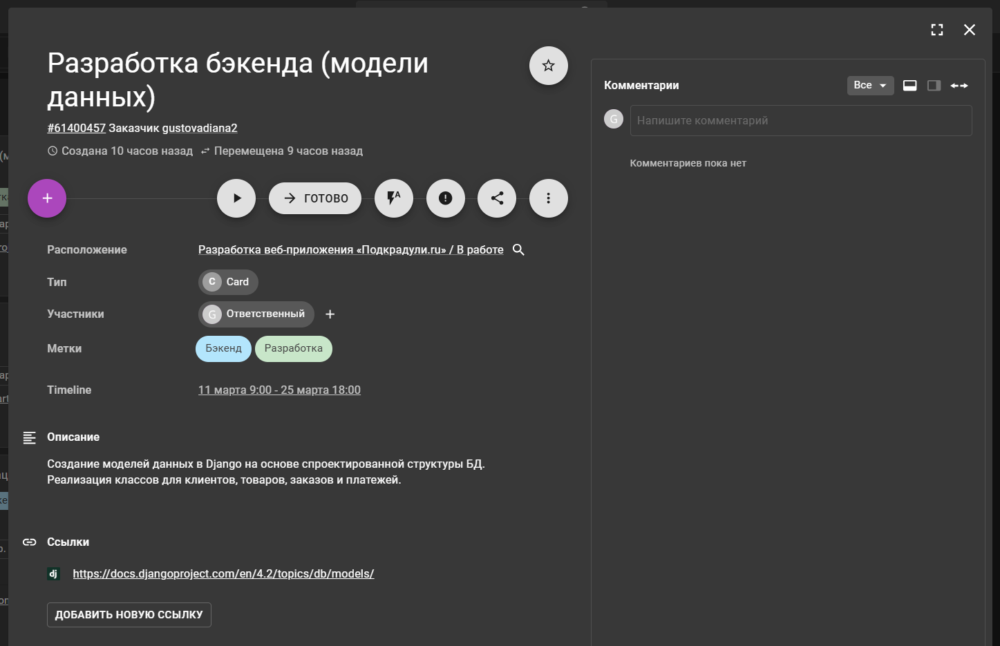 Разработка бэкенда (модели
данных)
#61400457 Заказчик gustovadiana2
Создана 10 часов назад Перемещена 9 часов назад
ГОТОВО
Расположение Разработка веб-приложения «Подкрадули.ru» / В работе
Тип C Card
Участники G Ответственный
Метки Бэкенд Разработка
Timeline 11 марта 9:00 - 25 марта 18:00
Описание
Создание моделей данных в Django на основе спроектированной структуры БД.
Реализация классов для клиентов, товаров, заказов и платежей.
Ссылки
dj https://docs.djangoproject.com/en/4.2/topics/db/models/
ДОБАВИТЬ НОВУЮ ССЫЛКУ
Комментарии Все
G Напишите комментарий
Комментариев пока нет